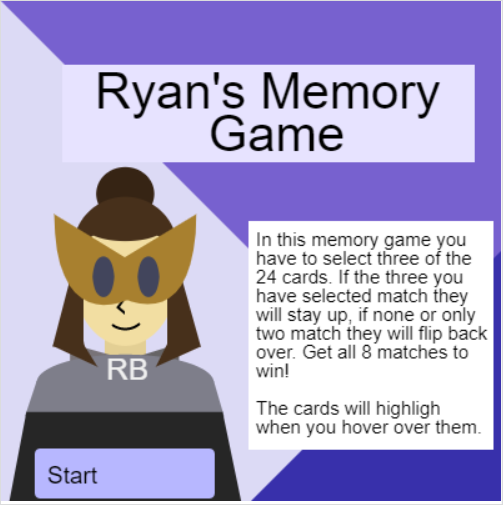 Ryan's Memory
Game
In this memory game you
have to select three of the
24 cards. If the three you
have selected match they
will stay up, if none or only
two match they will flip back
over. Get all 8 matches to
win!
The cards will highligh
when you hover over them.
RB
Start